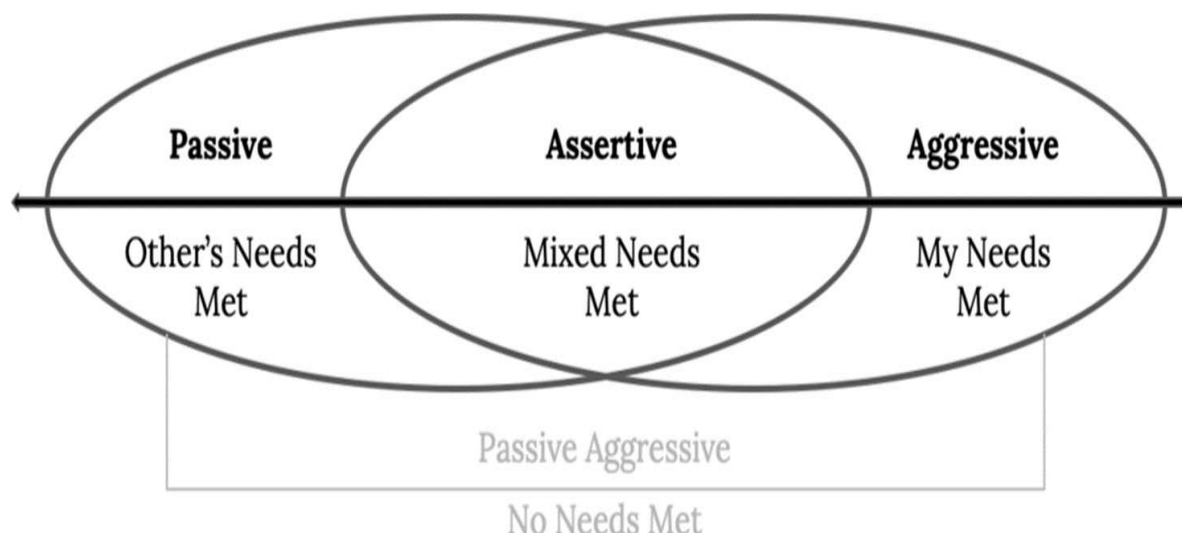 Passive Assertive Aggressive
Other’s Needs Mixed Needs My Needs
Met Met Met
Passive Aggressive
No Needs Met